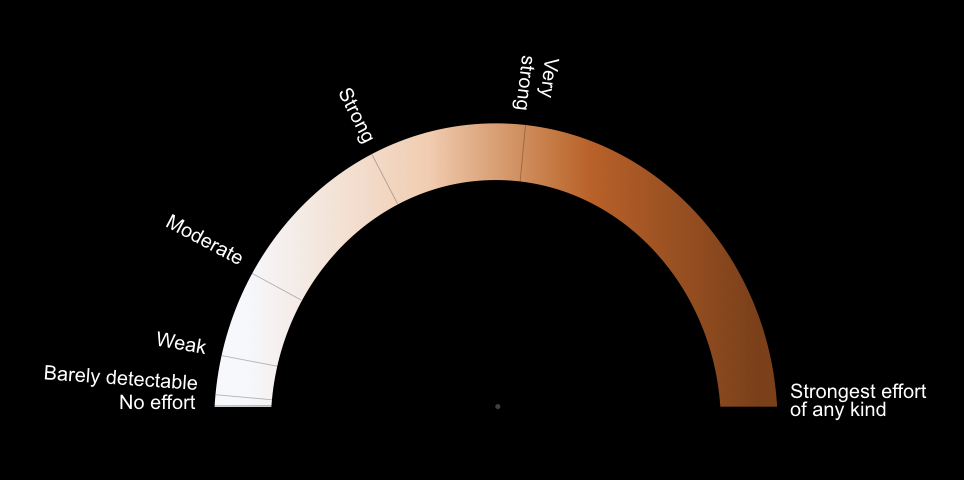 Very
strong
Strong
Moderate
Weak
Barely detectable
No effort
Strongest effort
of any kind